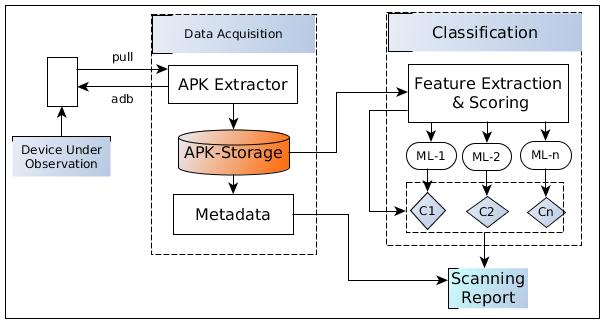 Data Acquisition
Classification
pull
adb
Device Under
Observation
APK Extractor
APK-Storage
Metadata
Feature Extraction
& Scoring
ML-1
ML-2
ML-n
C1
C2
Cn
Scanning
Report